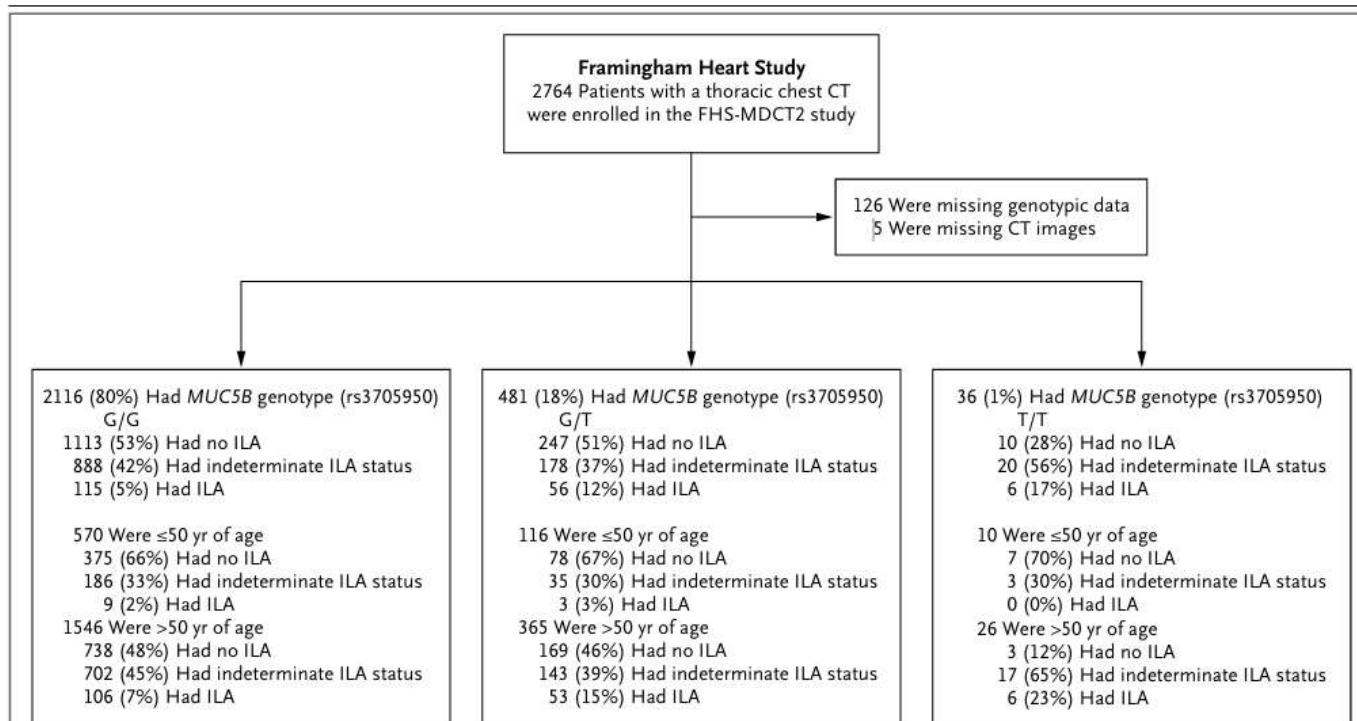 Framingham Heart Study
2764 Patients with a thoracic chest CT
were enrolled in the FHS-MDCT2 study
126 Were missing genotypic data
5 Were missing CT images
2116 (80%) Had MUC5B genotype (rs3705950)
G/G
1113 (53%) Had no ILA
888 (42%) Had indeterminate ILA status
115 (5%) Had ILA
570 Were ≤50 yr of age
375 (66%) Had no ILA
186 (33%) Had indeterminate ILA status
9 (2%) Had ILA
1546 Were >50 yr of age
738 (48%) Had no ILA
702 (45%) Had indeterminate ILA status
106 (7%) Had ILA
481 (18%) Had MUC5B genotype (rs3705950)
G/T
247 (51%) Had no ILA
178 (37%) Had indeterminate ILA status
56 (12%) Had ILA
116 Were ≤50 yr of age
78 (67%) Had no ILA
35 (30%) Had indeterminate ILA status
3 (3%) Had ILA
365 Were >50 yr of age
169 (46%) Had no ILA
143 (39%) Had indeterminate ILA status
53 (15%) Had ILA
36 (1%) Had MUC5B genotype (rs3705950)
T/T
10 (28%) Had no ILA
20 (56%) Had indeterminate ILA status
6 (17%) Had ILA
10 Were ≤50 yr of age
7 (70%) Had no ILA
3 (30%) Had indeterminate ILA status
0 (0%) Had ILA
26 Were >50 yr of age
3 (12%) Had no ILA
17 (65%) Had indeterminate ILA status
6 (23%) Had ILA